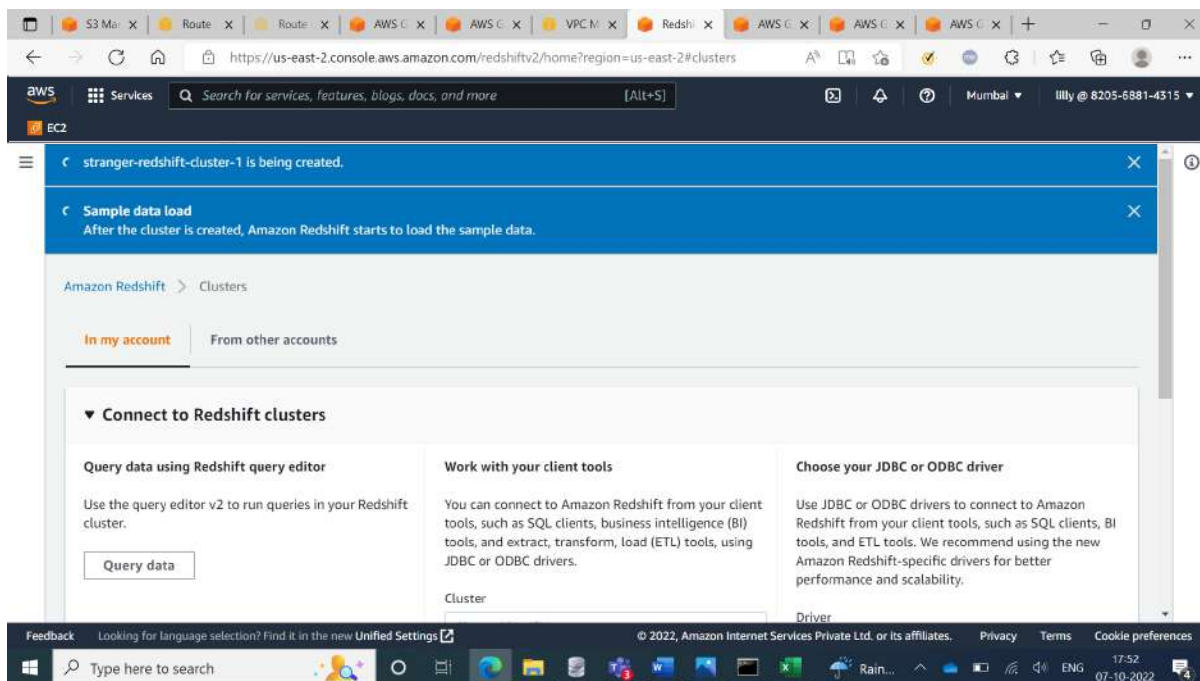 S3 Ma
Route
Route
AWS C
AWS C
VPC M
Redshi
AWS C
AWS C
AWS C
https://us-east-2.console.aws.amazon.com/redshiftv2/home?region=us-east-2#clusters
aws
Services
Search for services, features, blogs, docs, and more
[Alt+S]
Mumbai
lilly @ 8205-6881-4315
EC2
stranger-redshift-cluster-1 is being created.
Sample data load
After the cluster is created, Amazon Redshift starts to load the sample data.
Amazon Redshift > Clusters
In my account
From other accounts
Connect to Redshift clusters
Query data using Redshift query editor
Use the query editor v2 to run queries in your Redshift
cluster.
Query data
Work with your client tools
You can connect to Amazon Redshift from your client
tools, such as SQL clients, business intelligence (BI)
tools, and extract, transform, load (ETL) tools, using
JDBC or ODBC drivers.
Cluster
Choose your JDBC or ODBC driver
Use JDBC or ODBC drivers to connect to Amazon
Redshift from your client tools, such as SQL clients, BI
tools, and ETL tools. We recommend using the new
Amazon Redshift-specific drivers for better
performance and scalability.
Driver
Feedback
Looking for language selection? Find it in the new Unified Settings
© 2022, Amazon Internet Services Private Ltd. or its affiliates.
Privacy
Terms
Cookie preferences
Type here to search
Rain...
ENG
17:52
07-10-2022